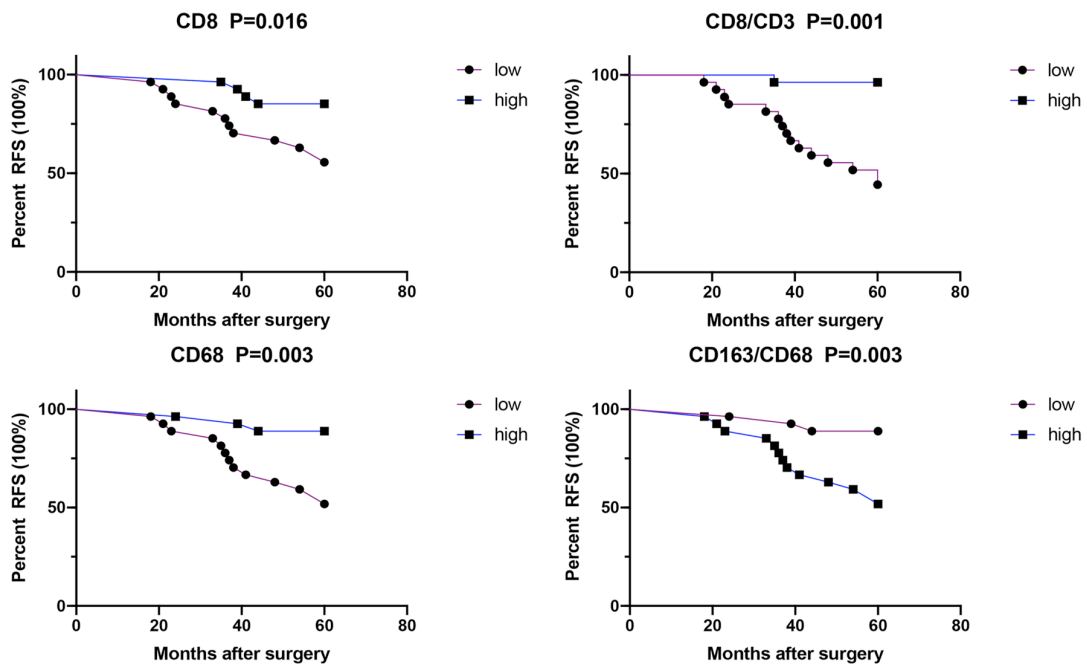 CD8 P=0.016
Percent RFS (100%)
100
50
0
0 20 40 60 80
Months after surgery
low
high
CD8/CD3 P=0.001
Percent RFS (100%)
100
50
0
0 20 40 60 80
Months after surgery
low
high
CD68 P=0.003
Percent RFS (100%)
100
50
0
0 20 40 60 80
Months after surgery
low
high
CD163/CD68 P=0.003
Percent RFS (100%)
100
50
0
0 20 40 60 80
Months after surgery
low
high